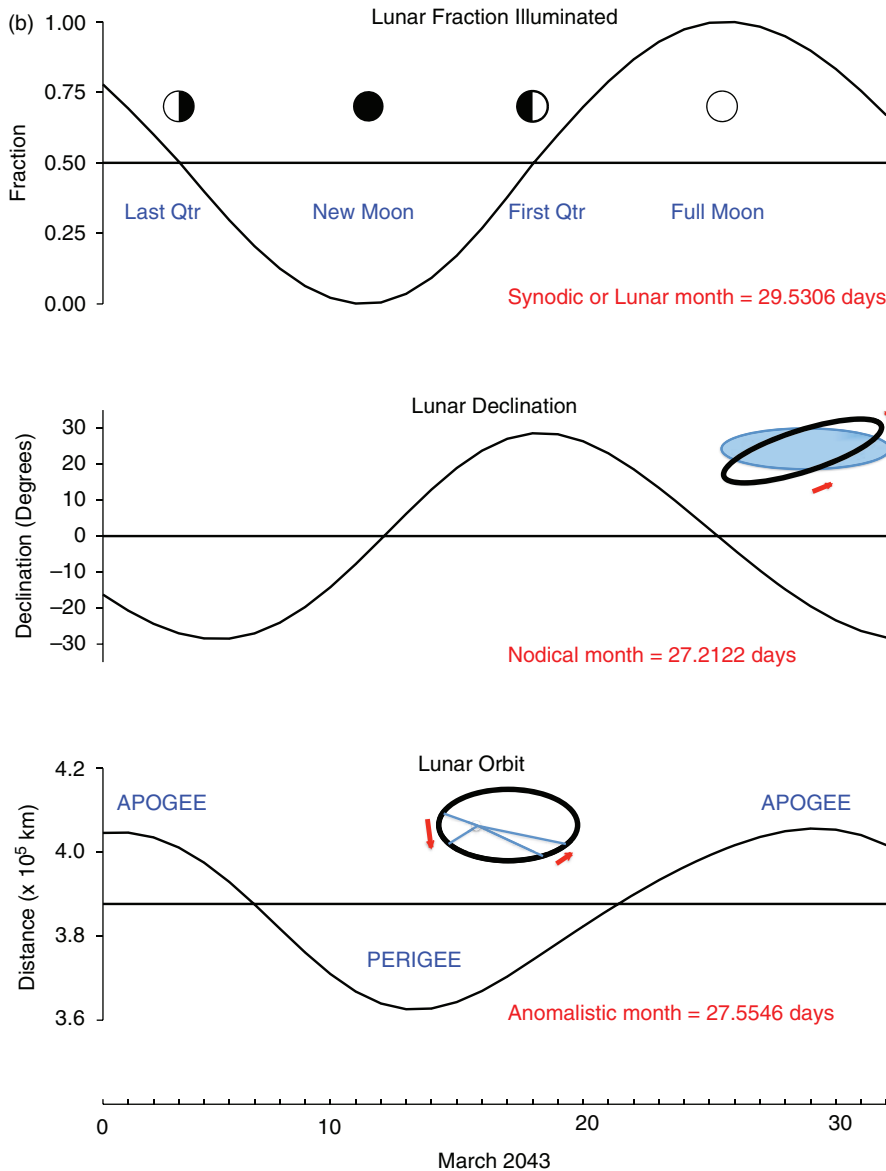 (b)
Lunar Fraction Illuminated
1.00
0.75
0.50
0.25
0.00
Fraction
Last Qtr
New Moon
First Qtr
Full Moon
Synodic or Lunar month = 29.5306 days
Lunar Declination
30
20
10
0
–10
–20
–30
Declination (Degrees)
Nodical month = 27.2122 days
Lunar Orbit
4.2
4.0
3.8
3.6
Distance (x 10⁵ km)
APOGEE
APOGEE
PERIGEE
Anomalistic month = 27.5546 days
0
10
20
30
March 2043